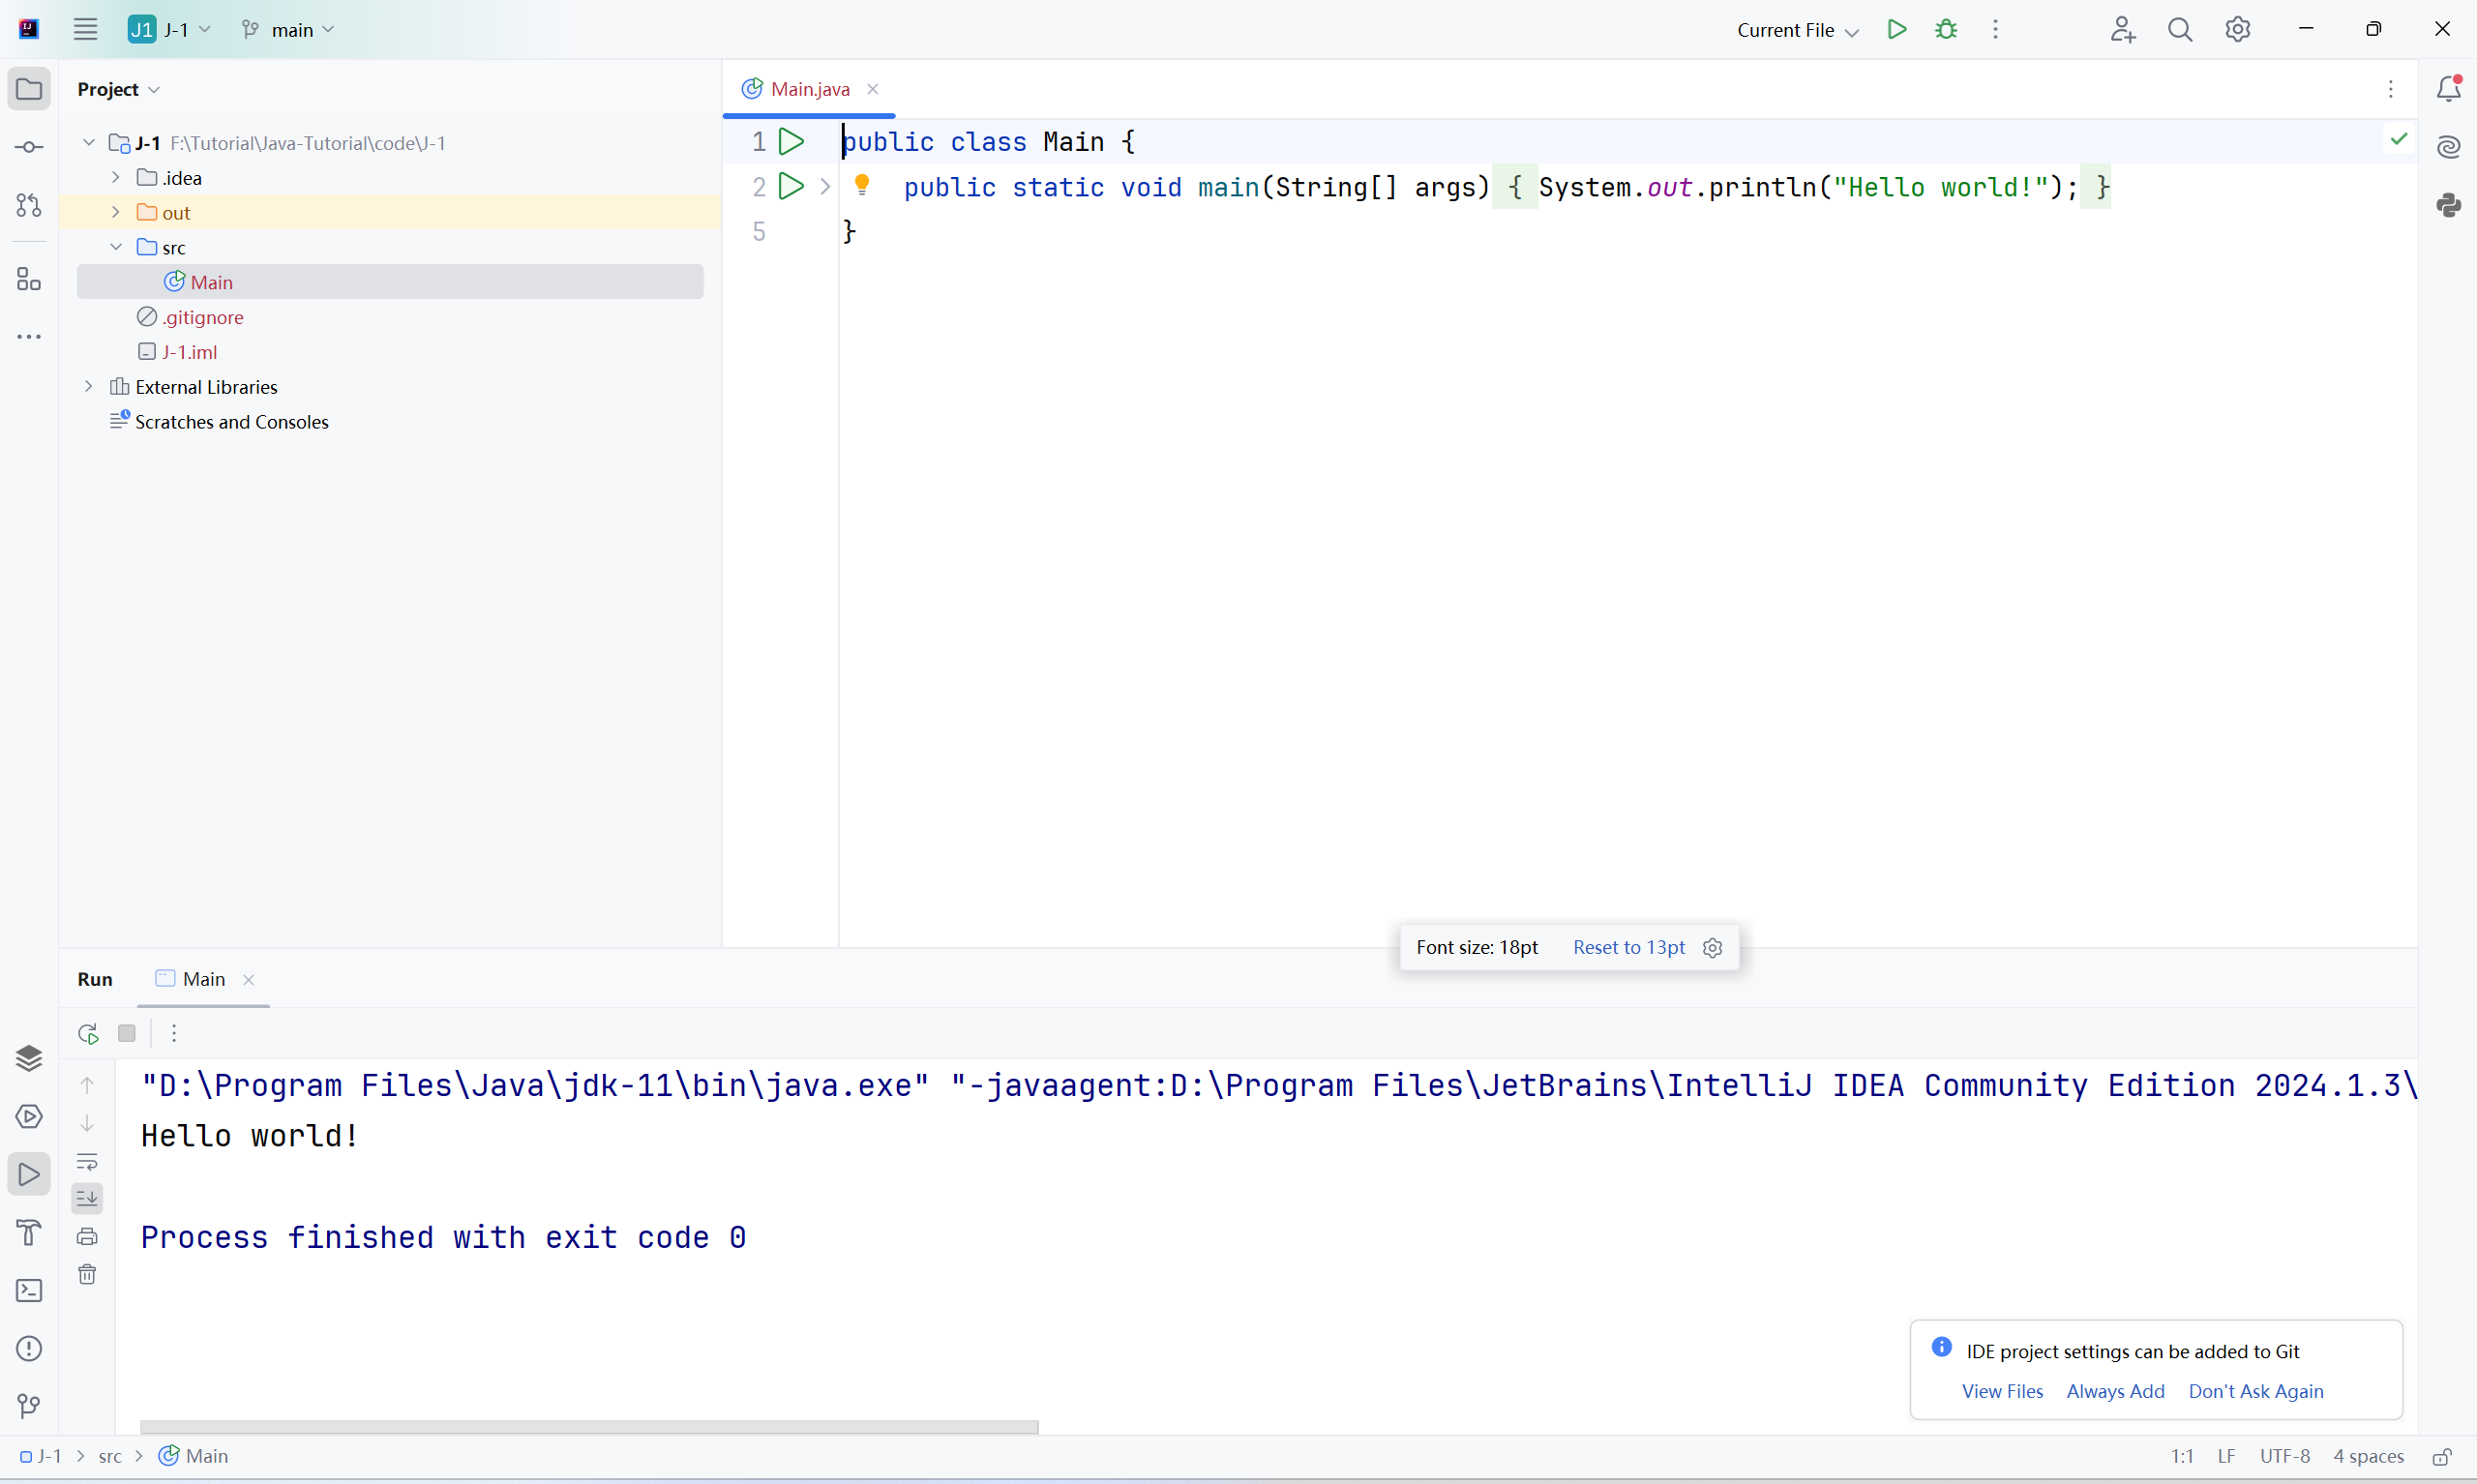 J1 J-1 main Current File
Project
Main.java
J-1 F:\Tutorial\Java-Tutorial\code\J-1
.idea
out
src
Main
.gitignore
J-1.iml
External Libraries
Scratches and Consoles
1 public class Main {
2 public static void main(String[] args) { System.out.println("Hello world!"); }
5 }
Font size: 18pt Reset to 13pt
Run Main
"D:\Program Files\Java\jdk-11\bin\java.exe" "-javaagent:D:\Program Files\JetBrains\IntelliJ IDEA Community Edition 2024.1.3\
Hello world!
Process finished with exit code 0
IDE project settings can be added to Git
View Files Always Add Don't Ask Again
J-1 > src > Main 1:1 LF UTF-8 4 spaces